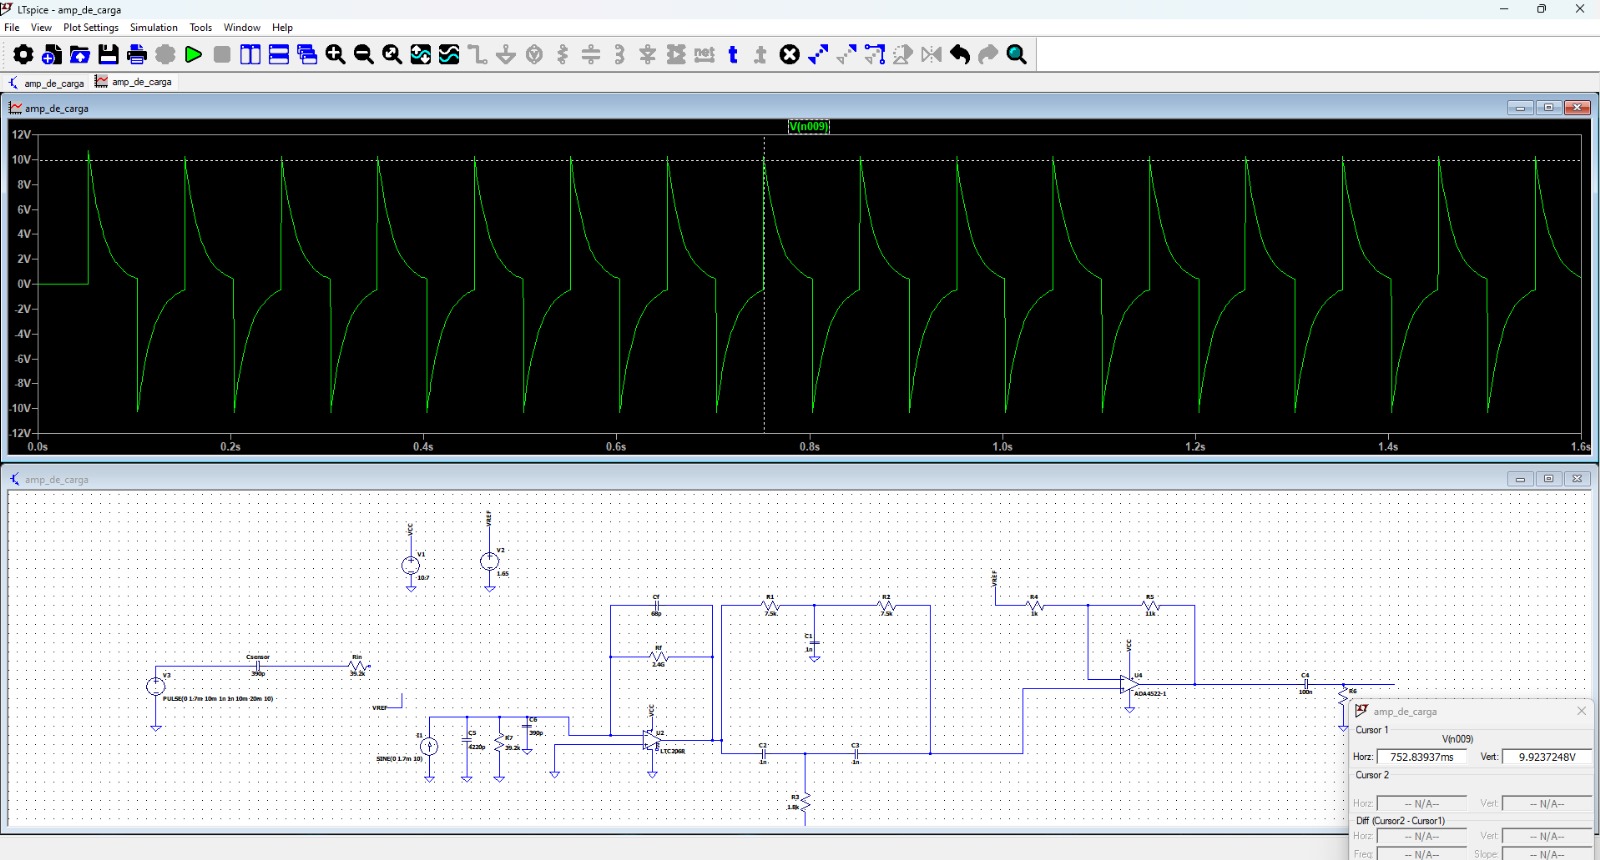 LTspice - amp_de_carga
File View Plot Settings Simulation Tools Window Help
net t t
amp_de_carga amp_de_carga
amp_de_carga
V(n009)
12V
10V
8V
6V
4V
2V
0V
-2V
-4V
-6V
-8V
-10V
-12V
0.0s 0.2s 0.4s 0.6s 0.8s 1.0s 1.2s 1.4s 1.6s
amp_de_carga
VCC
V1
10.7
VREF
V2
1.65
Csensor
390p
Rin
39.2k
V3
PULSE(0 1.7m 10m 1n 1n 10m 20m 10)
VREF
I1
SINE(0 1.7m 10)
C5
4220p
R7
39.2k
C6
390p
Cf
68p
Rf
2.4G
VCC
U2
LTC2068
R1
7.5k
R2
7.5k
C1
1n
C2
1n
C3
1n
R3
1.8k
VREF
R4
1k
R5
11k
VCC
U4
ADA4522-1
C4
100n
R6
amp_de_carga
Cursor 1
V(n009)
Horz: 752.83937ms Vert: 9.9237248V
Cursor 2
Horz: -- N/A-- Vert: -- N/A--
Diff (Cursor2 - Cursor1)
Horz: -- N/A-- Vert: -- N/A--
Freq: -- N/A-- Slope: -- N/A--